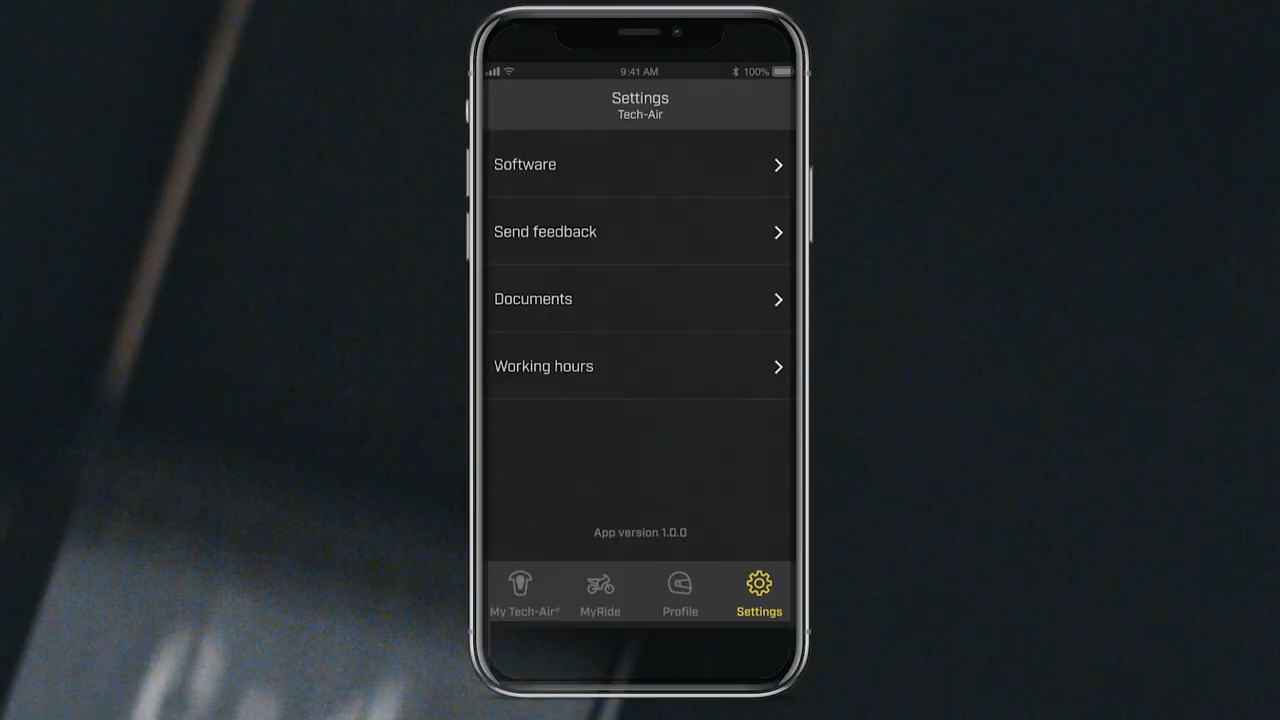 9:41 AM
100%
Settings
Tech-Air
Software
Send feedback
Documents
Working hours
App version 1.0.0
My Tech-Air®
MyRide
Profile
Settings